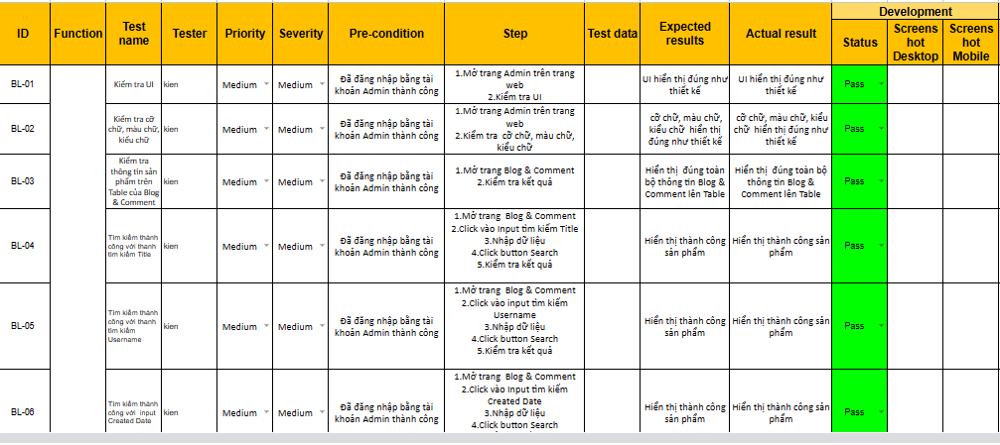 Development
ID Function Test name Tester Priority Severity Pre-condition Step Test data Expected results Actual result Status Screens hot Desktop Screens hot Mobile
BL-01
Kiểm tra UI
kien
Medium
Medium
Đã đăng nhập bằng tài
khoản Admin thành công
1.Mở trang Admin trên trang
web
2.Kiểm tra UI
UI hiển thị đúng như
thiết kế
UI hiển thị đúng như
thiết kế
Pass
BL-02
Kiểm tra cỡ
chữ, màu chữ,
kiểu chữ
kien
Medium
Medium
Đã đăng nhập bằng tài
khoản Admin thành công
1.Mở trang Admin trên trang
web
2.Kiểm tra cỡ chữ, màu chữ,
kiểu chữ
cỡ chữ, màu chữ,
kiểu chữ hiển thị
đúng như thiết kế
cỡ chữ, màu chữ, kiểu
chữ hiển thị đúng như
thiết kế
Pass
BL-03
Kiểm tra
thông tin sản
phẩm trên
Table của Blog
& Comment
kien
Medium
Medium
Đã đăng nhập bằng tài
khoản Admin thành công
1.Mở trang Blog & Comment
2.Kiểm tra kết quả
Hiển thị đúng toàn
bộ thông tin Blog &
Comment lên Table
Hiển thị đúng toàn bộ
thông tin Blog &
Comment lên Table
Pass
BL-04
Tìm kiếm thành
công với thanh
tìm kiếm Title
kien
Medium
Medium
Đã đăng nhập bằng tài
khoản Admin thành công
1.Mở trang Blog & Comment
2.Click vào Input tìm kiếm Title
3.Nhập dữ liệu
4.Click button Search
5.Kiểm tra kết quả
Hiển thị thành công
sản phẩm
Hiển thị thành công sản
phẩm
Pass
BL-05
Tìm kiếm thành
công với thanh
tìm kiếm
Username
kien
Medium
Medium
Đã đăng nhập bằng tài
khoản Admin thành công
1.Mở trang Blog & Comment
2.Click vào input tìm kiếm
Username
3.Nhập dữ liệu
4.Click button Search
5.Kiểm tra kết quả
Hiển thị thành công
sản phẩm
Hiển thị thành công sản
phẩm
Pass
BL-06
Tìm kiếm thành
công với input
Created Date
kien
Medium
Medium
Đã đăng nhập bằng tài
khoản Admin thành công
1.Mở trang Blog & Comment
2.Click vào Input tìm kiếm
Created Date
3.Nhập dữ liệu
4.Click button Search
Hiển thị thành công
sản phẩm
Hiển thị thành công sản
phẩm
Pass